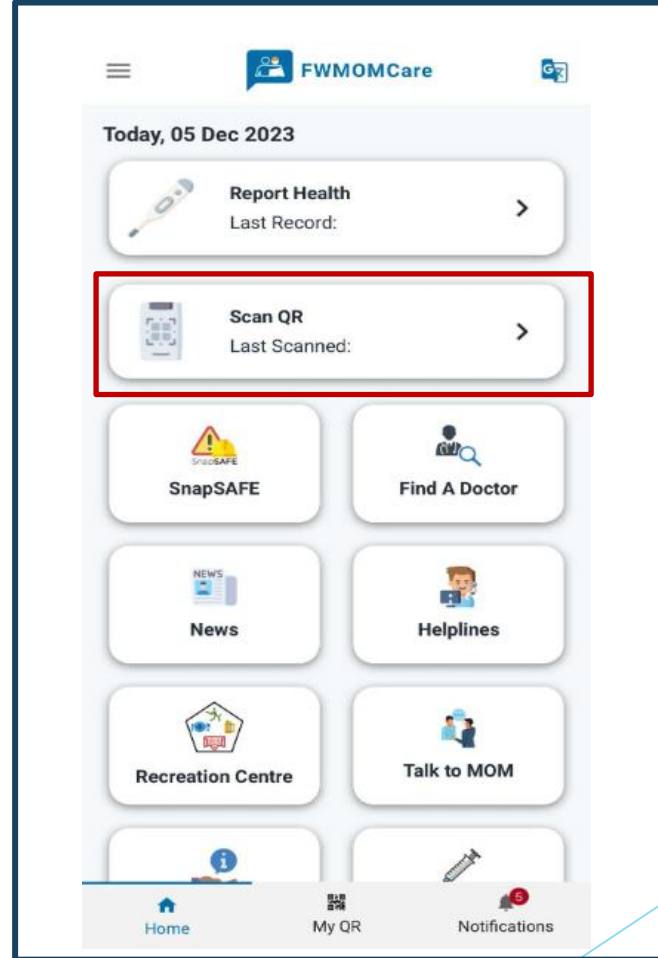 FWMOMCare
Today, 05 Dec 2023
Report Health
Last Record:
Scan QR
Last Scanned:
SnapSAFE
SnapSAFE
Find A Doctor
NEWS
News
Helplines
Recreation Centre
Talk to MOM
i
5
Home
My QR
Notifications